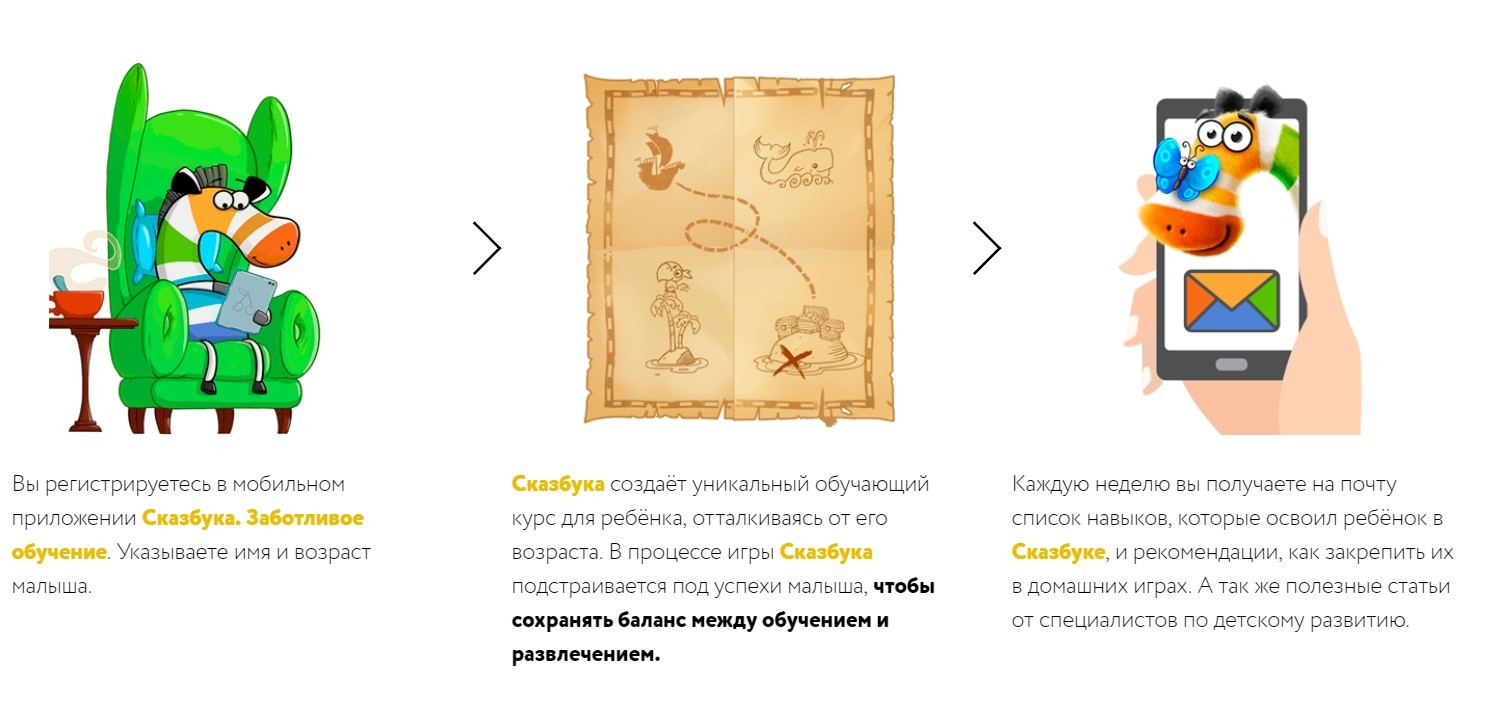 Вы регистрируетесь в мобильном
приложении Сказбука. Заботливое
обучение. Указываете имя и возраст
малыша.
Сказбука создаёт уникальный обучающий
курс для ребёнка, отталкиваясь от его
возраста. В процессе игры Сказбука
подстраивается под успехи малыша, чтобы
сохранять баланс между обучением и
развлечением.
Каждую неделю вы получаете на почту
список навыков, которые освоил ребёнок в
Сказбуке, и рекомендации, как закрепить их
в домашних играх. А так же полезные статьи
от специалистов по детскому развитию.